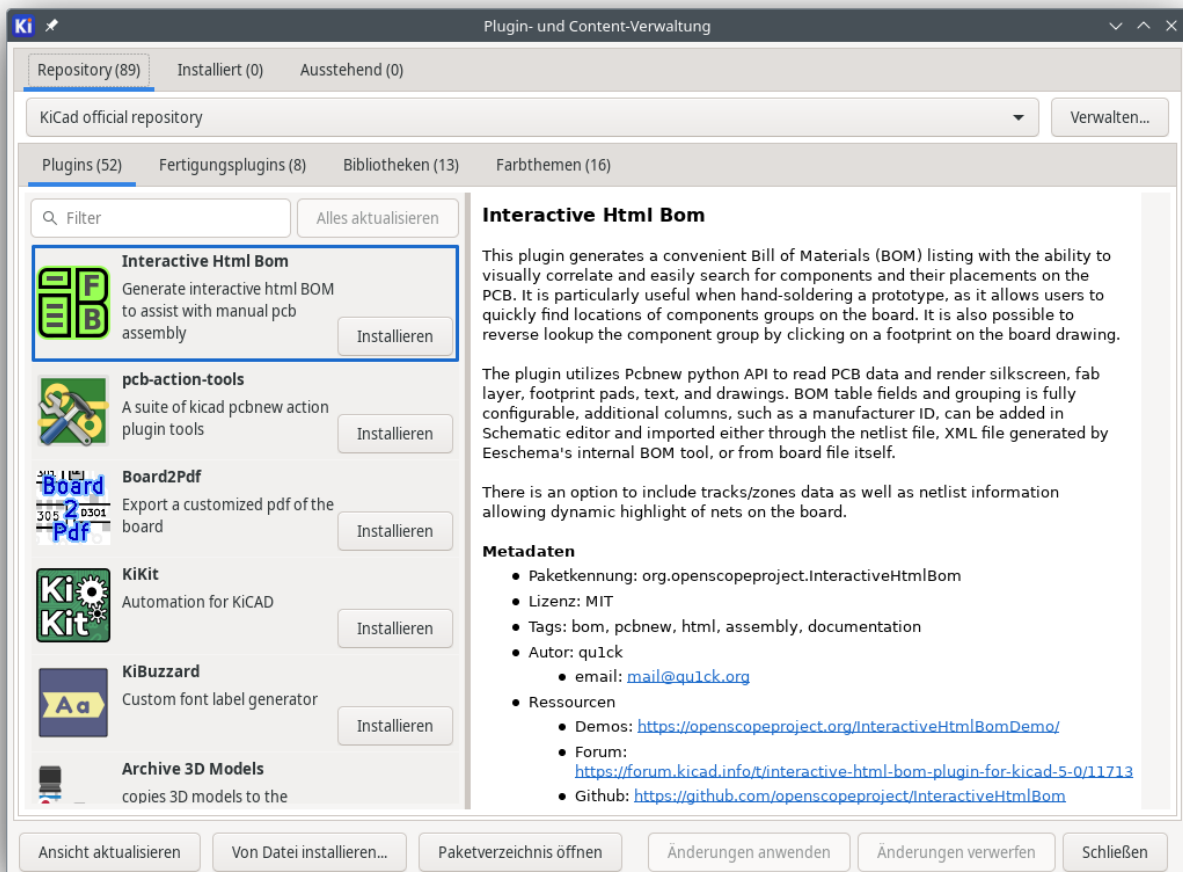 Ki
Plugin- und Content-Verwaltung
Repository (89)
Installiert (0)
Ausstehend (0)
KiCad official repository
Verwalten...
Plugins (52)
Fertigungsplugins (8)
Bibliotheken (13)
Farbthemen (16)
Filter
Alles aktualisieren
F
B
Interactive Html Bom
Generate interactive html BOM
to assist with manual pcb
assembly
Installieren
pcb-action-tools
A suite of kicad pcbnew action
plugin tools
Installieren
Board
2
Pdf
305
D301
Board2Pdf
Export a customized pdf of the
board
Installieren
Ki
Kit
KiKit
Automation for KiCAD
Installieren
Aa
KiBuzzard
Custom font label generator
Installieren
Archive 3D Models
copies 3D models to the
Interactive Html Bom
This plugin generates a convenient Bill of Materials (BOM) listing with the ability to
visually correlate and easily search for components and their placements on the
PCB. It is particularly useful when hand-soldering a prototype, as it allows users to
quickly find locations of components groups on the board. It is also possible to
reverse lookup the component group by clicking on a footprint on the board drawing.
The plugin utilizes Pcbnew python API to read PCB data and render silkscreen, fab
layer, footprint pads, text, and drawings. BOM table fields and grouping is fully
configurable, additional columns, such as a manufacturer ID, can be added in
Schematic editor and imported either through the netlist file, XML file generated by
Eeschema's internal BOM tool, or from board file itself.
There is an option to include tracks/zones data as well as netlist information
allowing dynamic highlight of nets on the board.
Metadaten
• Paketkennung: org.openscopeproject.InteractiveHtmlBom
• Lizenz: MIT
• Tags: bom, pcbnew, html, assembly, documentation
• Autor: qu1ck
• email: mail@qu1ck.org
• Ressourcen
• Demos: https://openscopeproject.org/InteractiveHtmlBomDemo/
• Forum:
https://forum.kicad.info/t/interactive-html-bom-plugin-for-kicad-5-0/11713
• Github: https://github.com/openscopeproject/InteractiveHtmlBom
Ansicht aktualisieren
Von Datei installieren...
Paketverzeichnis öffnen
Änderungen anwenden
Änderungen verwerfen
Schließen